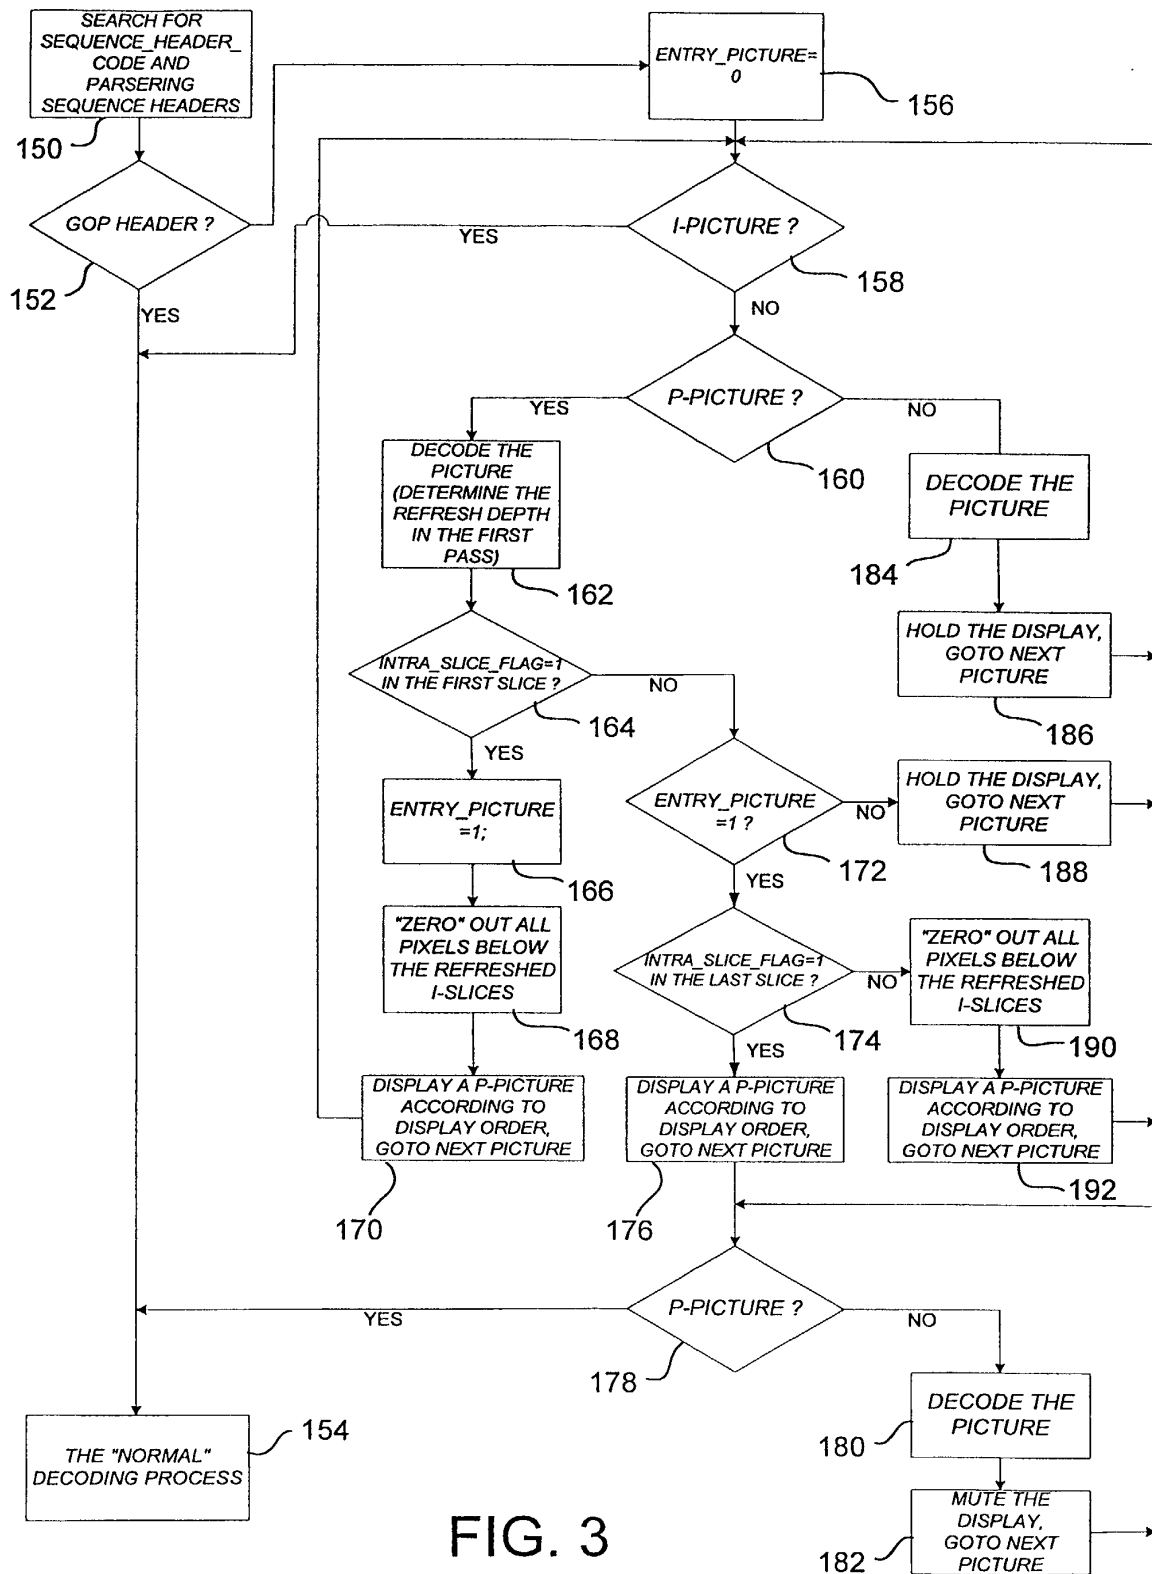 SEARCH FOR
SEQUENCE_HEADER_
CODE AND
PARSERING
SEQUENCE HEADERS
150
ENTRY_PICTURE=
0
156
GOP HEADER ?
152
YES
I-PICTURE ?
158
YES
NO
P-PICTURE ?
160
YES
NO
DECODE THE
PICTURE
(DETERMINE THE
REFRESH DEPTH
IN THE FIRST
PASS)
162
DECODE THE
PICTURE
184
HOLD THE DISPLAY,
GOTO NEXT
PICTURE
186
INTRA_SLICE_FLAG=1
IN THE FIRST SLICE ?
164
NO
YES
ENTRY_PICTURE
=1;
166
ENTRY_PICTURE
=1 ?
172
NO
YES
HOLD THE DISPLAY,
GOTO NEXT
PICTURE
188
"ZERO" OUT ALL
PIXELS BELOW
THE REFRESHED
I-SLICES
168
INTRA_SLICE_FLAG=1
IN THE LAST SLICE ?
174
NO
YES
"ZERO" OUT ALL
PIXELS BELOW
THE REFRESHED
I-SLICES
190
DISPLAY A P-PICTURE
ACCORDING TO
DISPLAY ORDER,
GOTO NEXT PICTURE
170
DISPLAY A P-PICTURE
ACCORDING TO
DISPLAY ORDER,
GOTO NEXT PICTURE
176
DISPLAY A P-PICTURE
ACCORDING TO
DISPLAY ORDER,
GOTO NEXT PICTURE
192
P-PICTURE ?
178
YES
NO
DECODE THE
PICTURE
180
MUTE THE
DISPLAY,
GOTO NEXT
PICTURE
182
THE "NORMAL"
DECODING PROCESS
154
FIG. 3